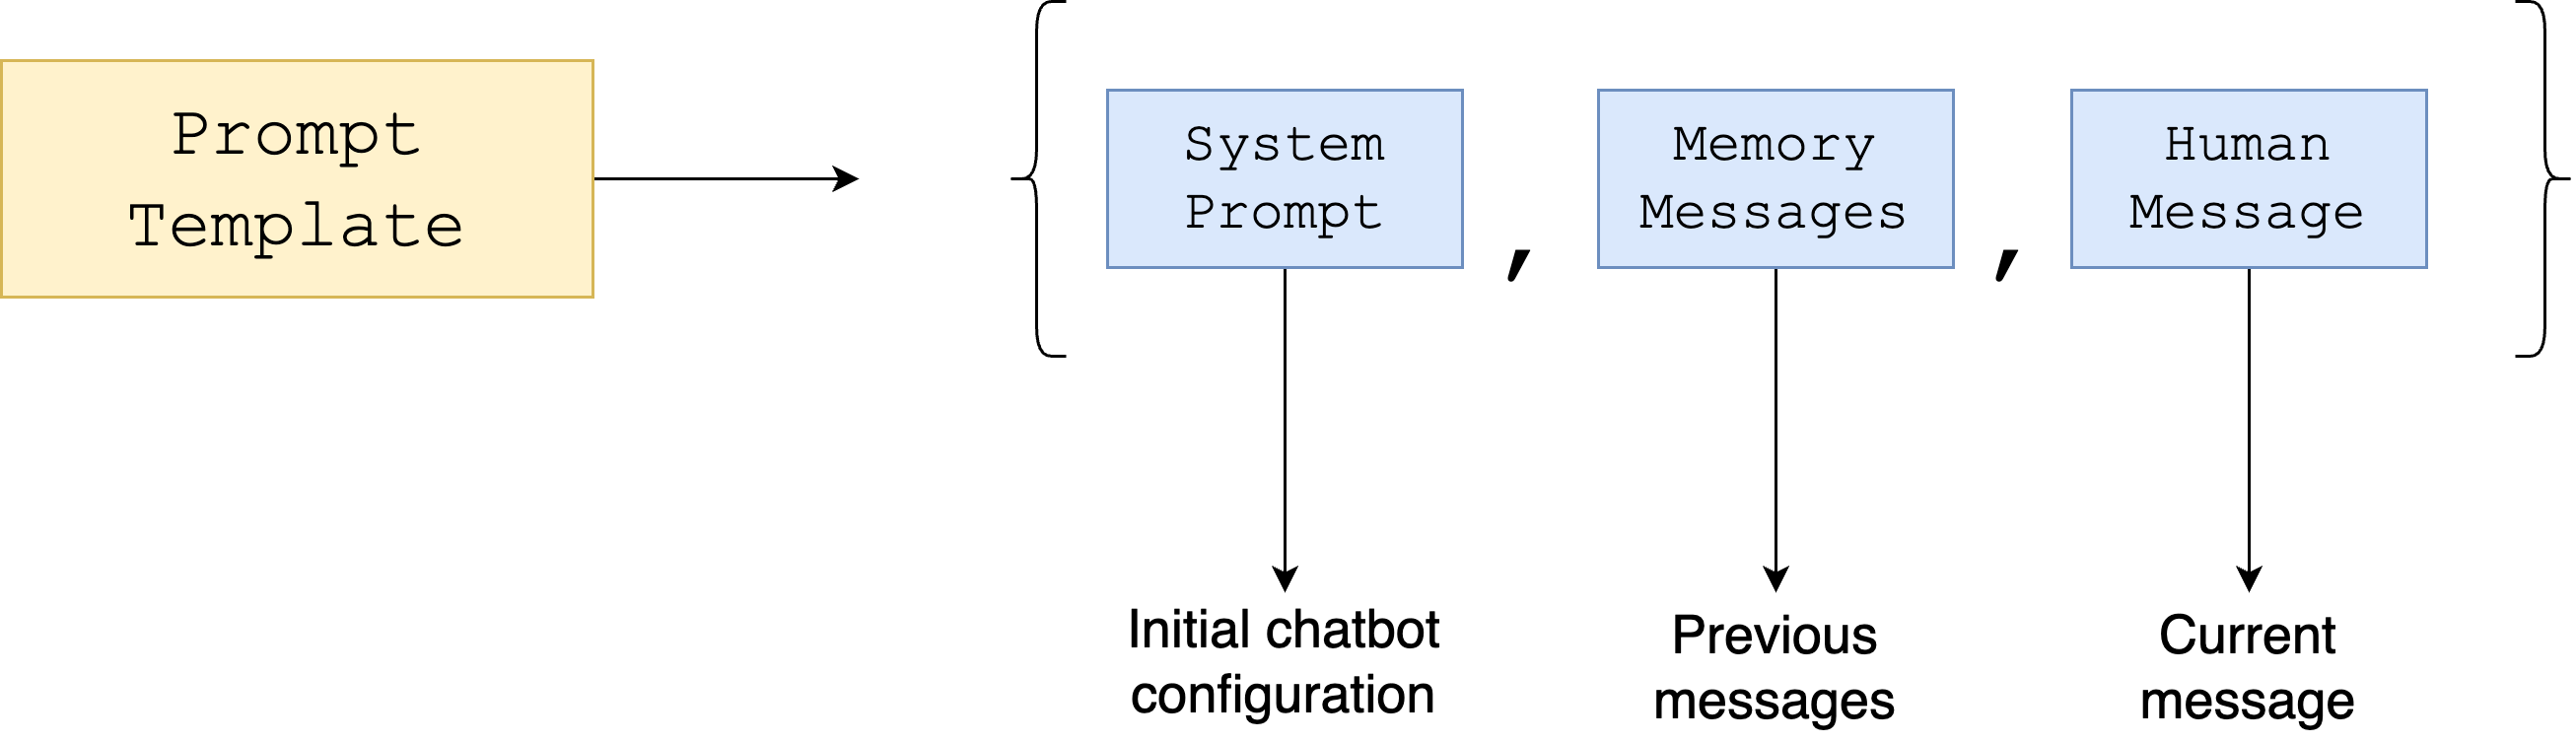 Prompt
Template
System
Prompt
,
Memory
Messages
,
Human
Message
Initial chatbot
configuration
Previous
messages
Current
message